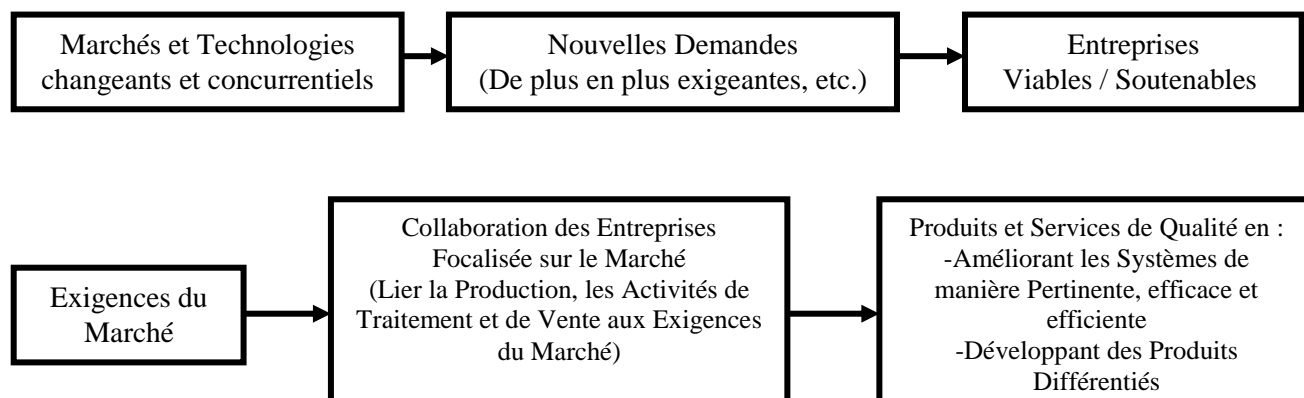 Marchés et Technologies
changeants et concurrentiels
Nouvelles Demandes
(De plus en plus exigeantes, etc.)
Entreprises
Viables / Soutenables
Exigences du
Marché
Collaboration des Entreprises
Focalisée sur le Marché
(Lier la Production, les Activités de
Traitement et de Vente aux Exigences
du Marché)
Produits et Services de Qualité en :
-Améliorant les Systèmes de
manière Pertinente, efficace et
efficiente
-Développant des Produits
Différentiés